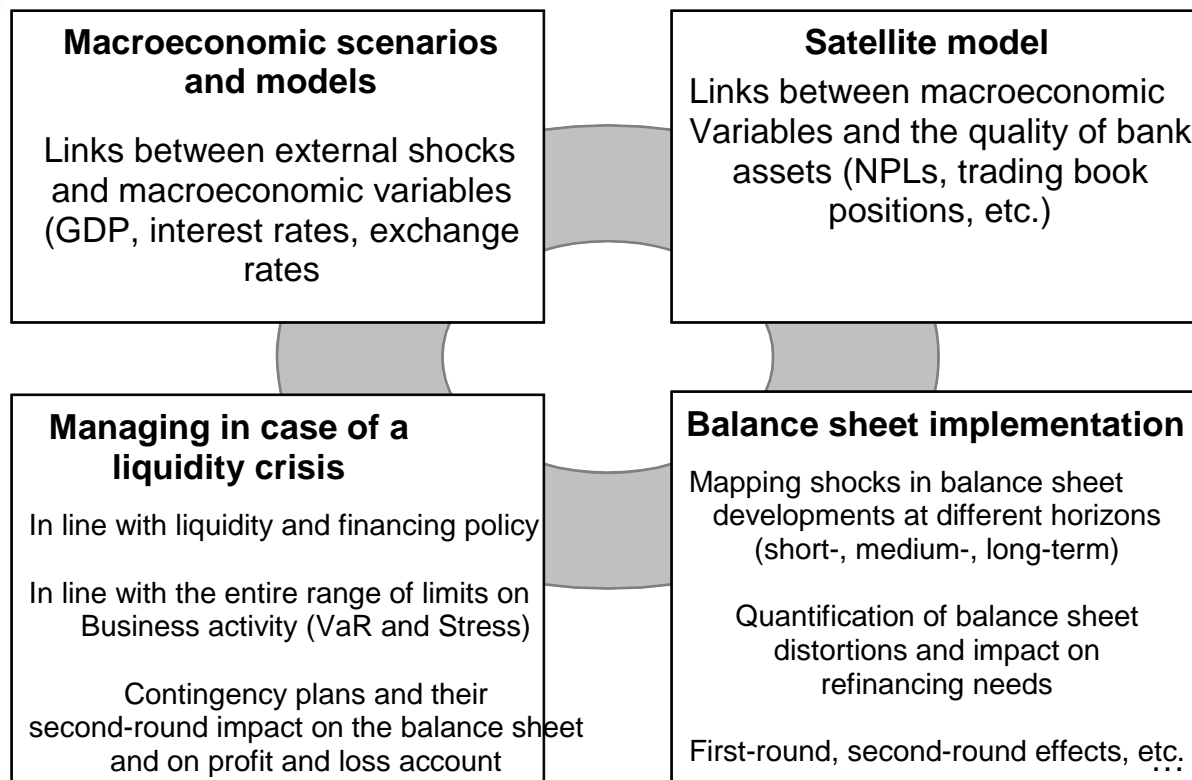 Macroeconomic scenarios
and models
Links between external shocks
and macroeconomic variables
(GDP, interest rates, exchange
rates
Satellite model
Links between macroeconomic
Variables and the quality of bank
assets (NPLs, trading book
positions, etc.)
Managing in case of a
liquidity crisis
In line with liquidity and financing policy
In line with the entire range of limits on
Business activity (VaR and Stress)
Contingency plans and their
second-round impact on the balance sheet
and on profit and loss account
Balance sheet implementation
Mapping shocks in balance sheet
developments at different horizons
(short-, medium-, long-term)
Quantification of balance sheet
distortions and impact on
refinancing needs
First-round, second-round effects, etc.
…